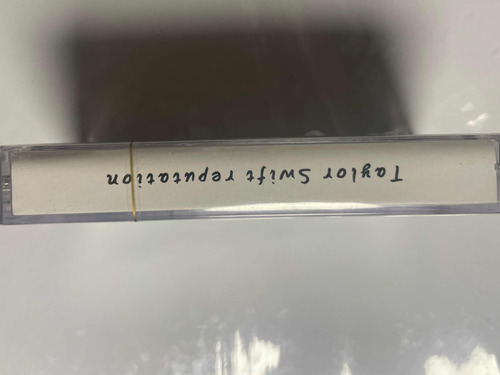 Taylor Swift reputation